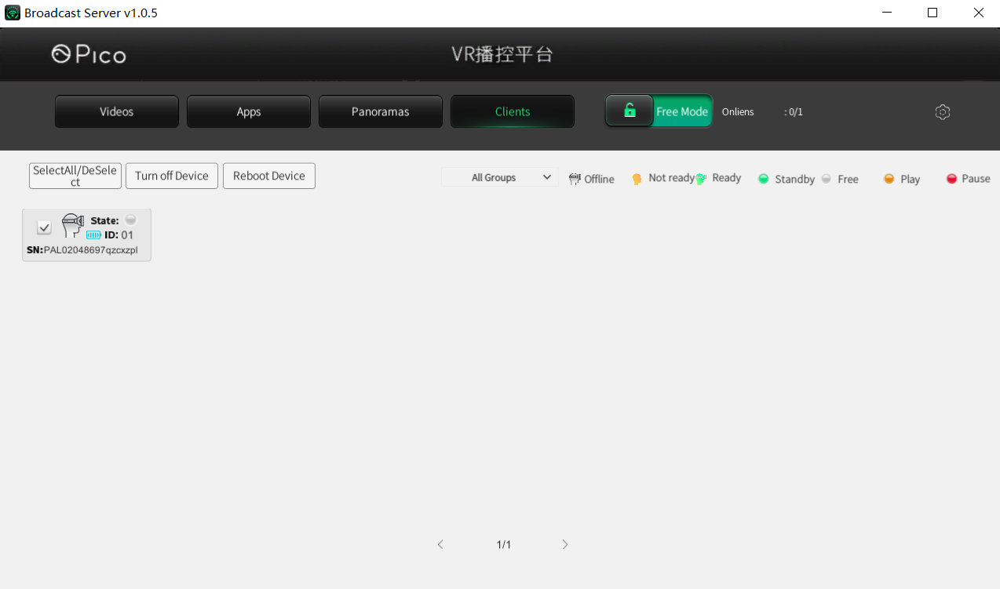 Broadcast Server v1.0.5
Pico
VR播控平台
Videos
Apps
Panoramas
Clients
Free Mode
Onliens
: 0/1
SelectAll/DeSele
ct
Turn off Device
Reboot Device
All Groups
Offline
Not ready
Ready
Standby
Free
Play
Pause
State:
ID: 01
SN:PAL02048697qzcxzpl
1/1